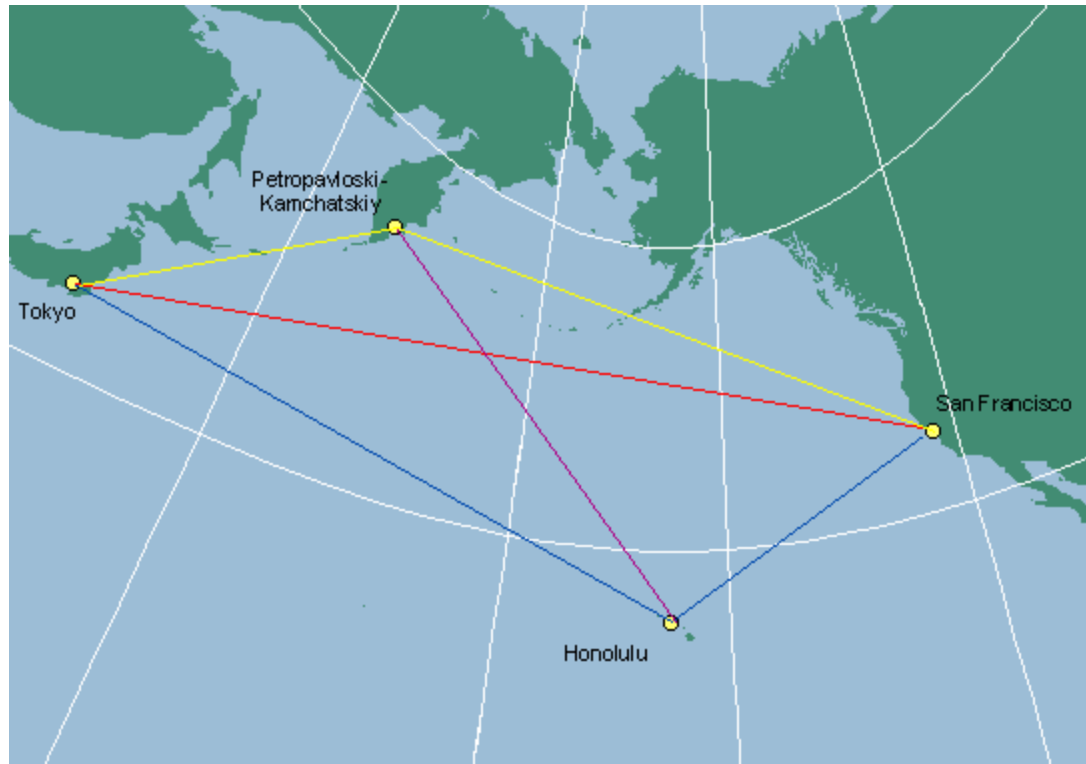 Petropavloski-
Kamchatskiy
Tokyo
San Francisco
Honolulu